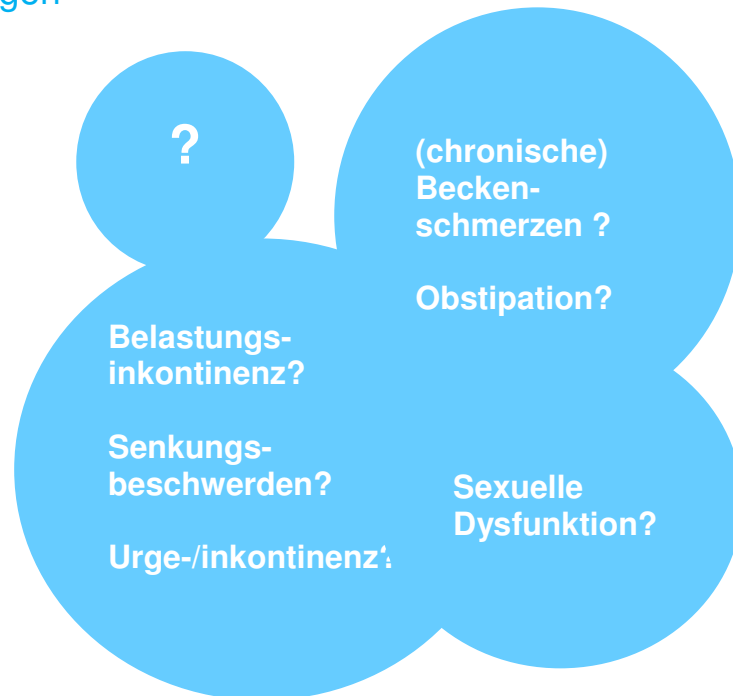 gen
?
(chronische)
Becken-
schmerzen ?
Obstipation?
Belastungs-
inkontinenz?
Senkungs-
beschwerden?
Urge-/inkontinenz?
Sexuelle
Dysfunktion?